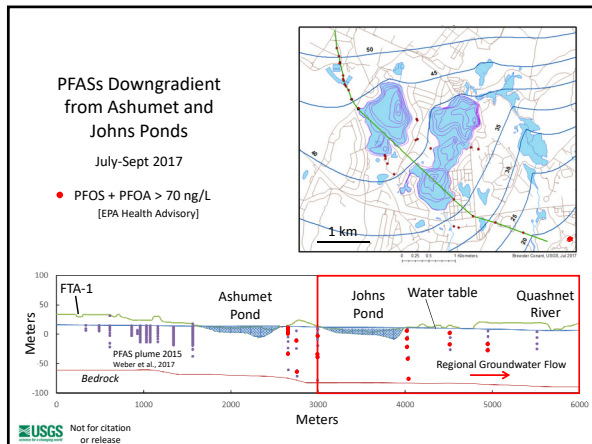 PFASs Downgradient
from Ashumet and
Johns Ponds
July-Sept 2017
PFOS + PFOA > 70 ng/L
[EPA Health Advisory]
50
45
35
30
25
20
1 km
0 0.25 0.5 1 Kilometers
Brewster Conant, USGS, Jul 2017
100
50
0
-50
-100
Meters
FTA-1
PFAS plume 2015
Weber et al., 2017
Bedrock
Ashumet
Pond
Johns
Pond
Water table
Quashnet
River
Regional Groundwater Flow
0 1000 2000 3000 4000 5000 6000
Meters
USGS
science for a changing world
Not for citation
or release